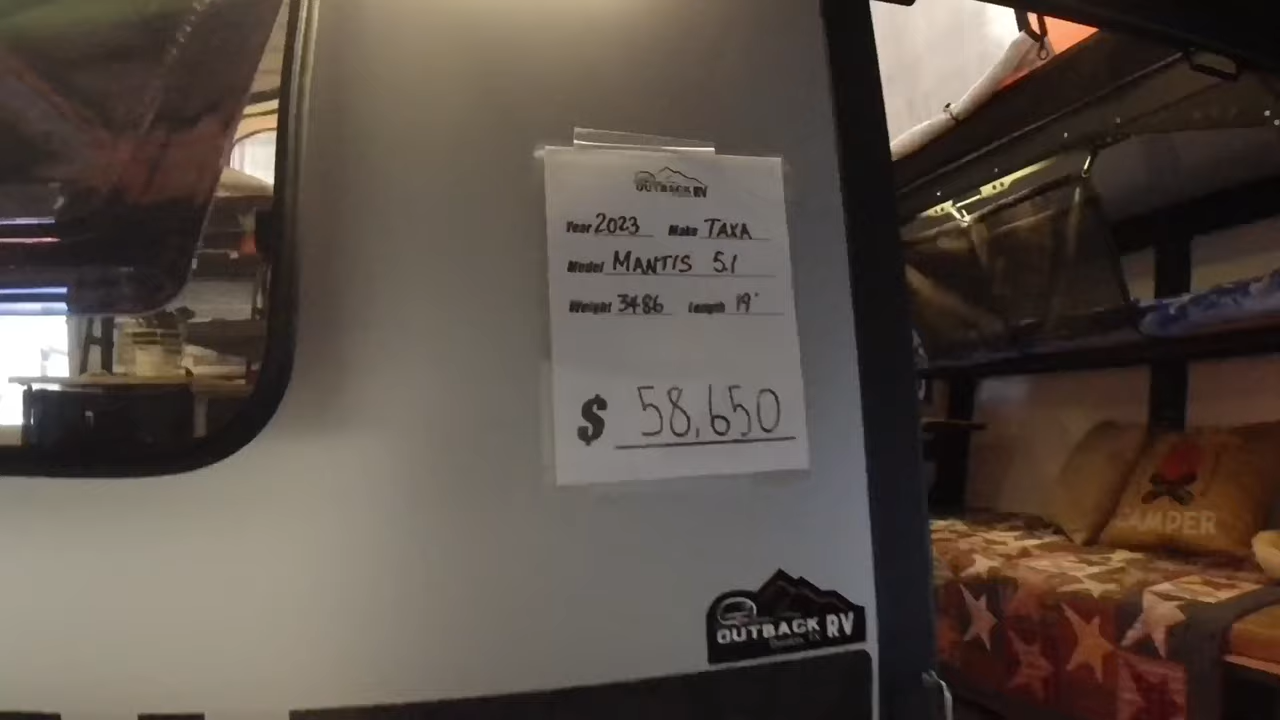 OUTBACK RV
Year 2023 Make TAXA
Model MANTIS 5.1
Weight 3486 Length 19'
$ 58,650
OUTBACK RV
CAMPER